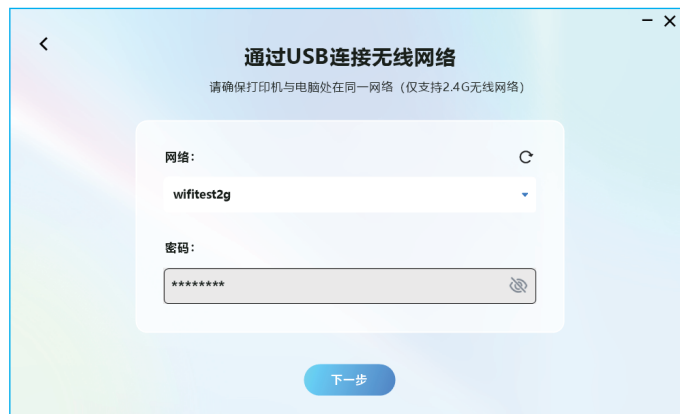 通过USB连接无线网络
请确保打印机与电脑处在同一网络（仅支持2.4G无线网络）
网络：
wifitest2g
密码：
********
下一步